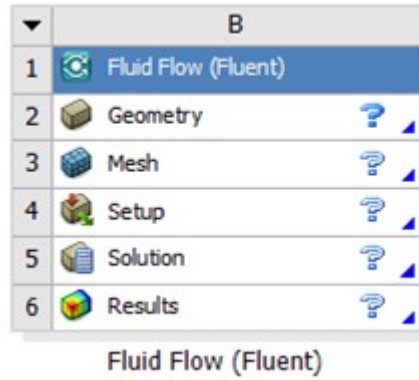 B
1 Fluid Flow (Fluent)
2 Geometry ?
3 Mesh ?
4 Setup ?
5 Solution ?
6 Results ?
Fluid Flow (Fluent)